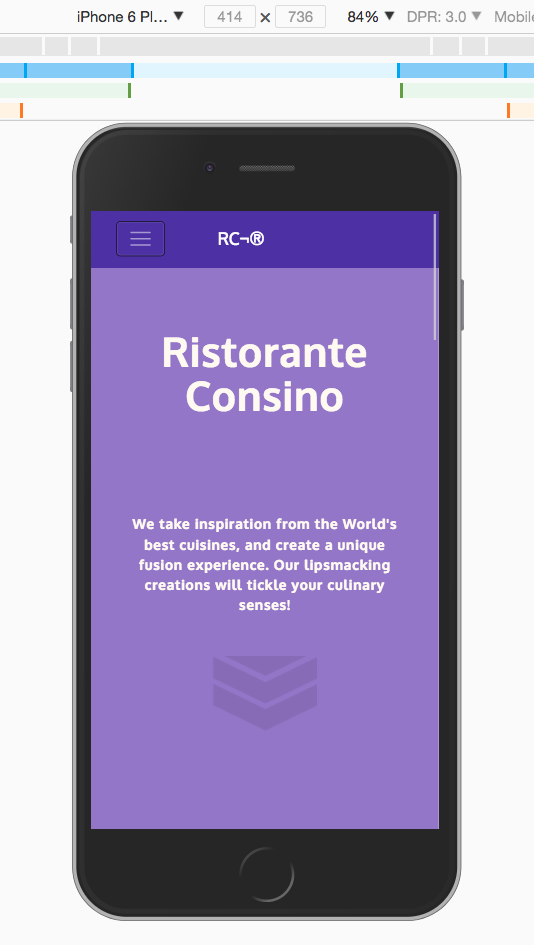 iPhone 6 Pl... ▼ 414 × 736 84% ▼ DPR: 3.0 ▼ Mobile
RC¬®
Ristorante
Consino
We take inspiration from the World's
best cuisines, and create a unique
fusion experience. Our lipsmacking
creations will tickle your culinary
senses!